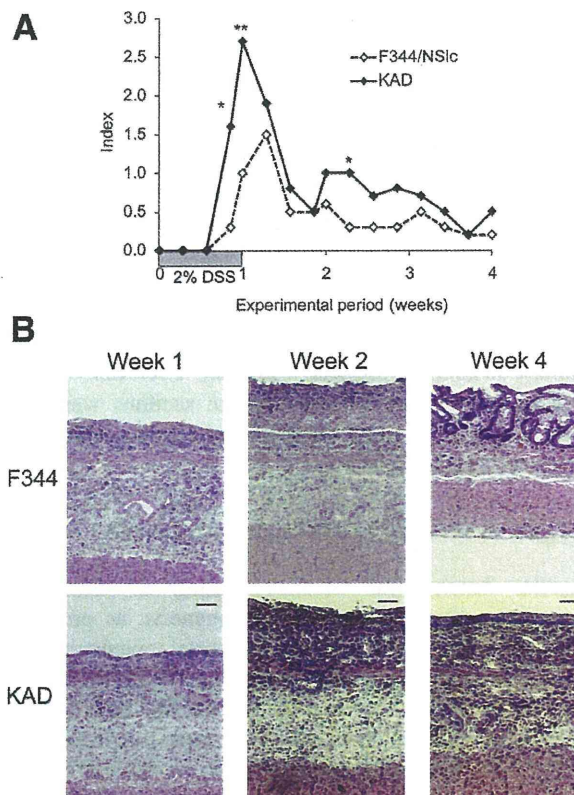 A
3.0
2.5
2.0
1.5
1.0
0.5
0.0
Index
*
**
*
F344/NSlc
KAD
0 1 2 3 4
2% DSS
Experimental period (weeks)
B
Week 1 Week 2 Week 4
F344
KAD